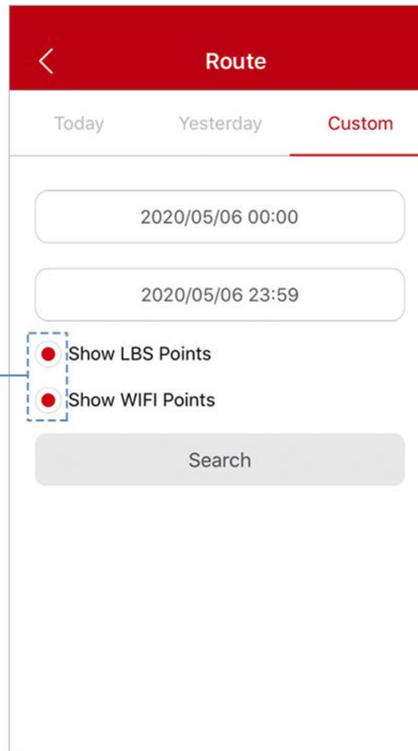 Route
Today Yesterday Custom
2020/05/06 00:00
2020/05/06 23:59
Show LBS Points
Show WIFI Points
Search